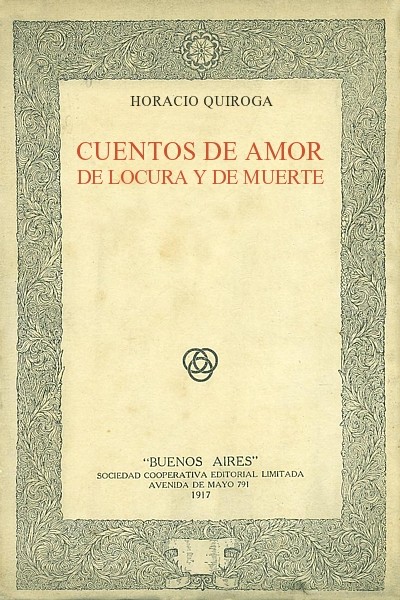 HORACIO QUIROGA
CUENTOS DE AMOR
DE LOCURA Y DE MUERTE
"BUENOS AIRES"
SOCIEDAD COOPERATIVA EDITORIAL LIMITADA
AVENIDA DE MAYO 791
1917